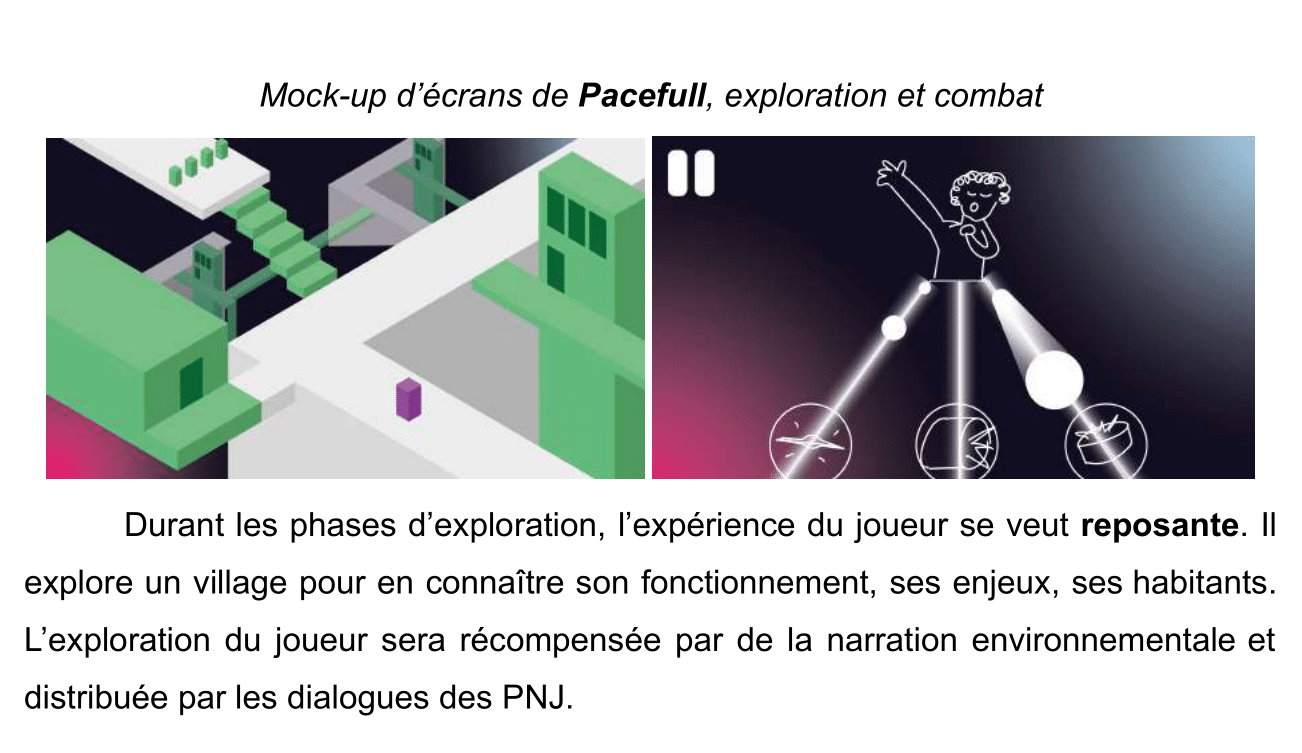 Mock-up d’écrans de Pacefull, exploration et combat
Durant les phases d’exploration, l’expérience du joueur se veut reposante. Il
explore un village pour en connaître son fonctionnement, ses enjeux, ses habitants.
L’exploration du joueur sera récompensée par de la narration environnementale et
distribuée par les dialogues des PNJ.